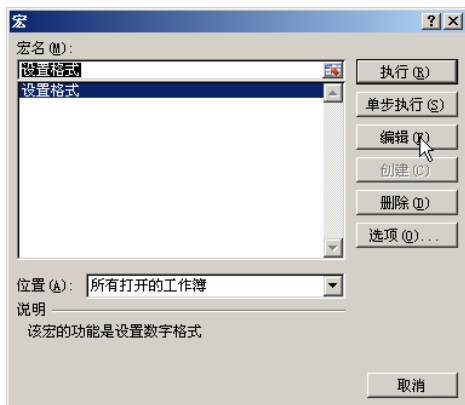 宏
宏名(M):
设置格式
设置格式
执行(R)
单步执行(S)
编辑(E)
创建(C)
删除(D)
选项(O)...
位置(A): 所有打开的工作簿
说明
该宏的功能是设置数字格式
取消